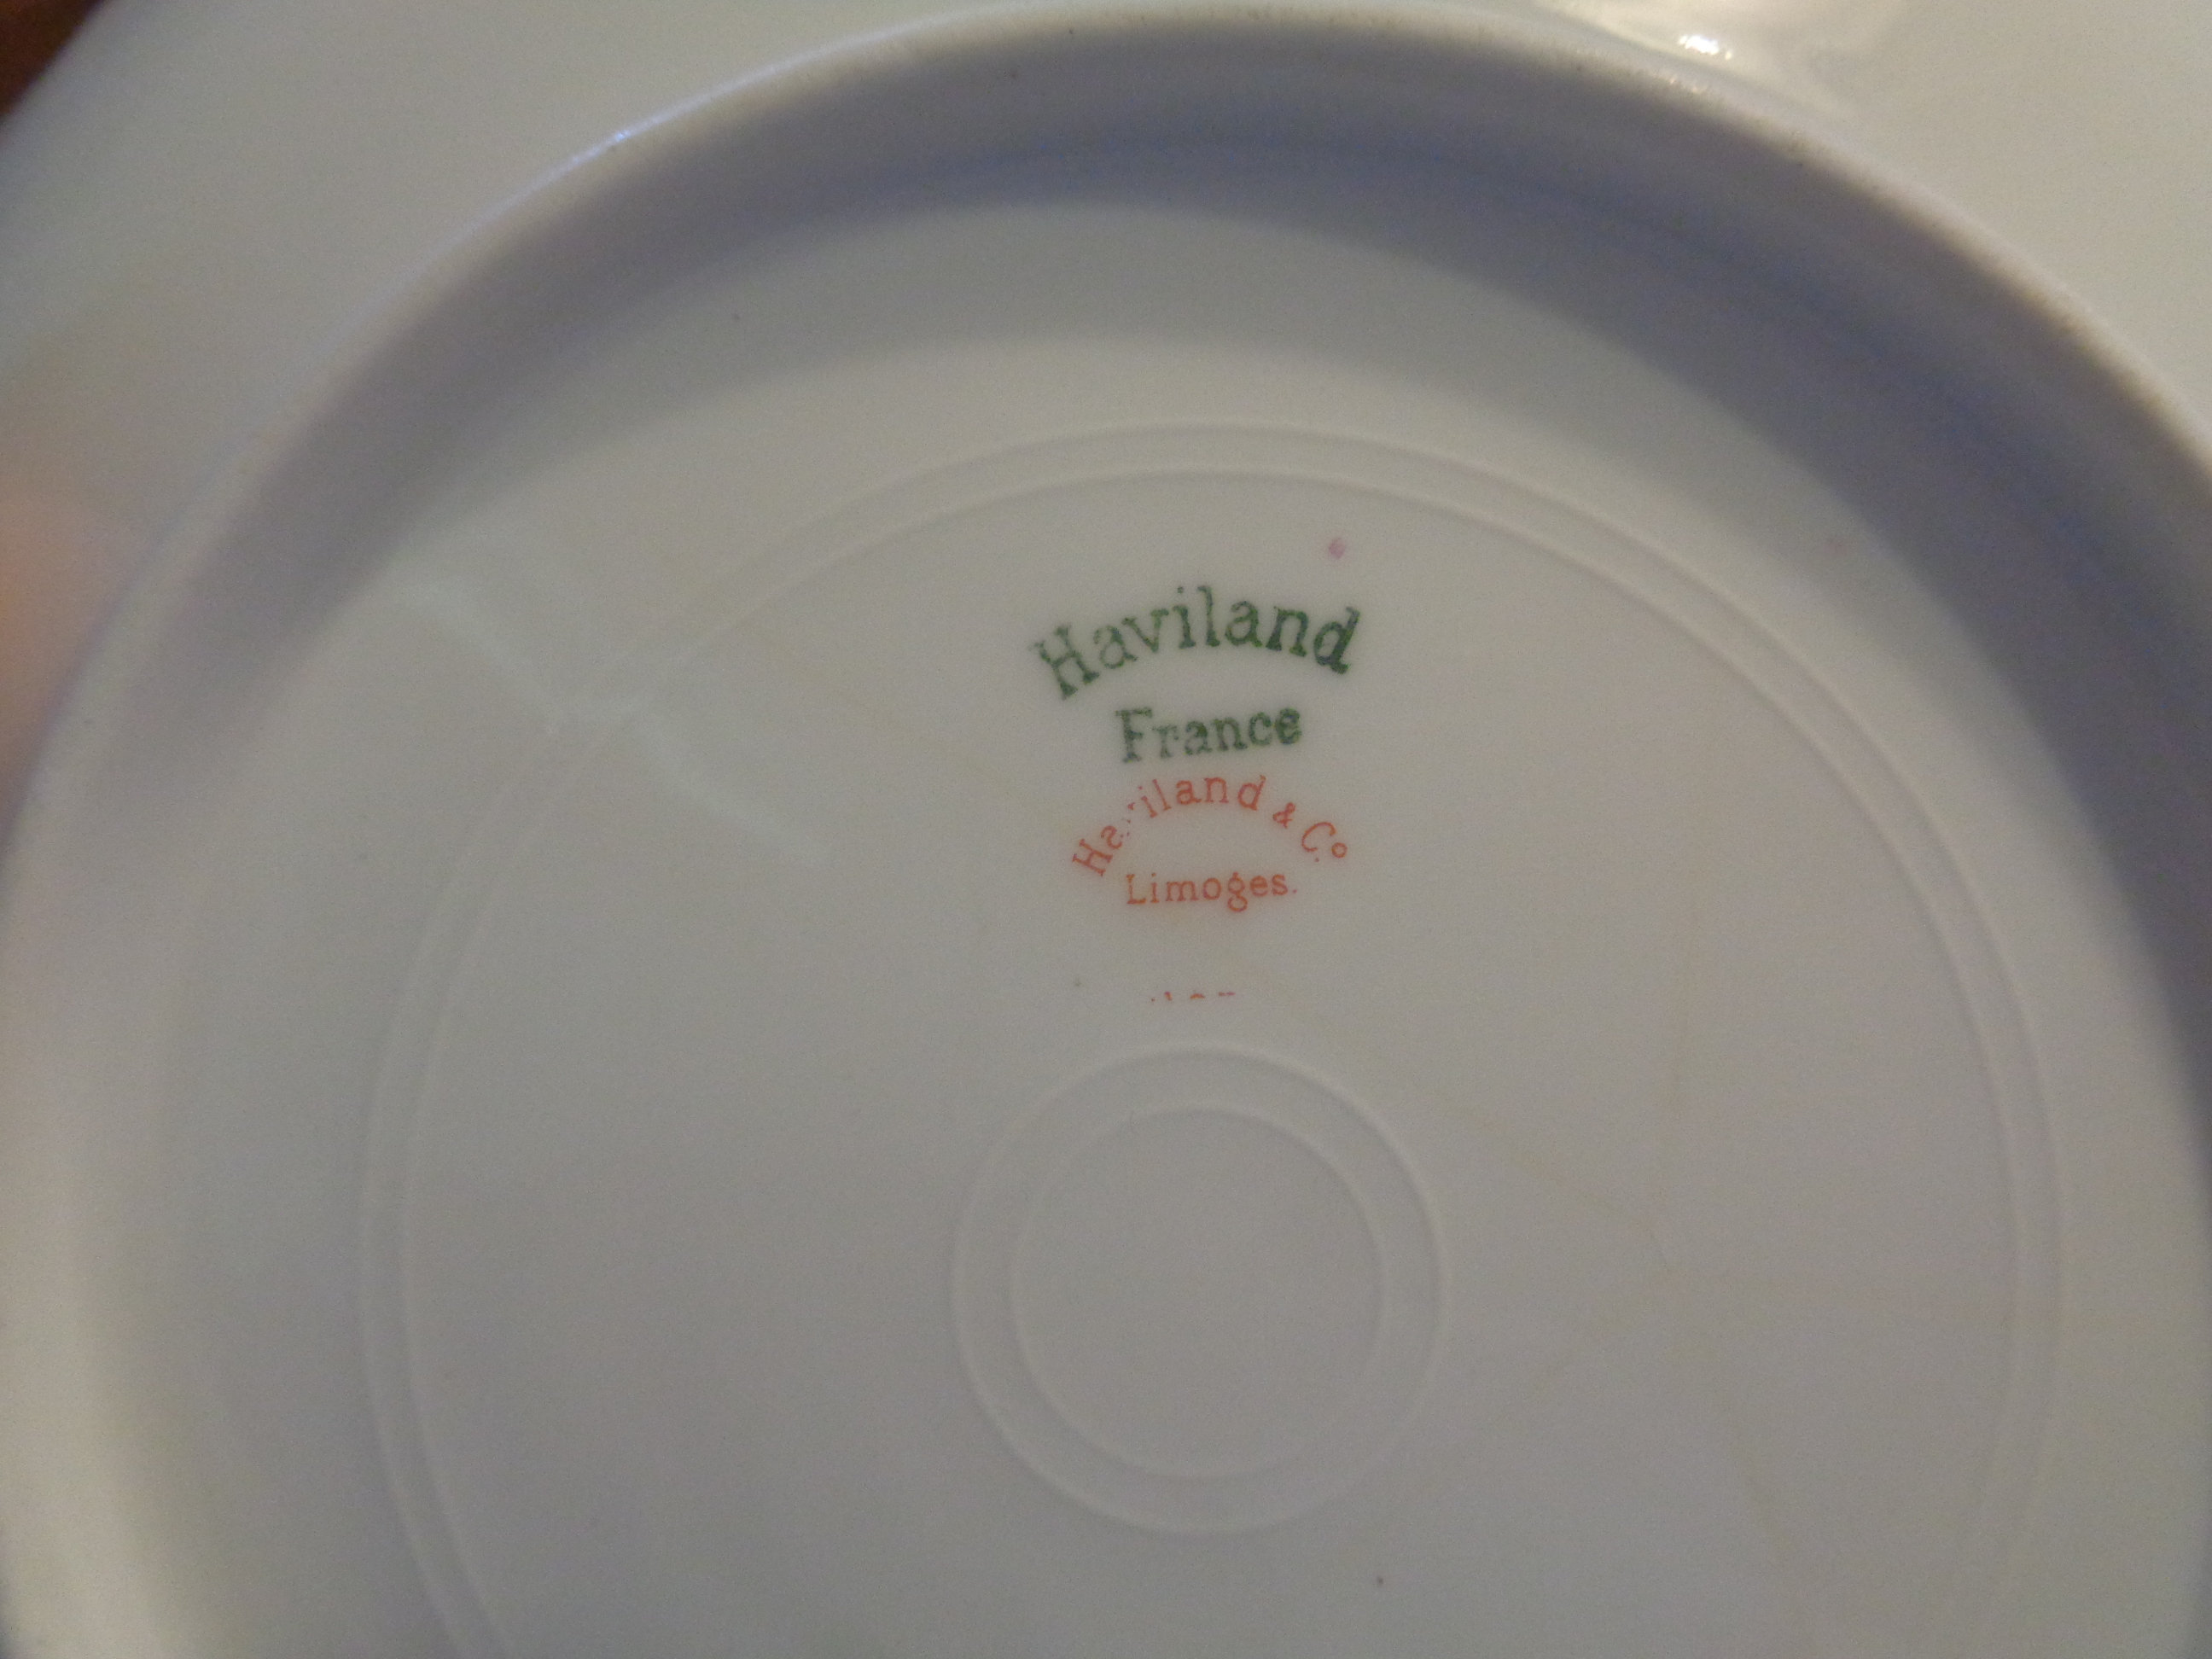 Haviland
France
Haviland & Co
Limoges.